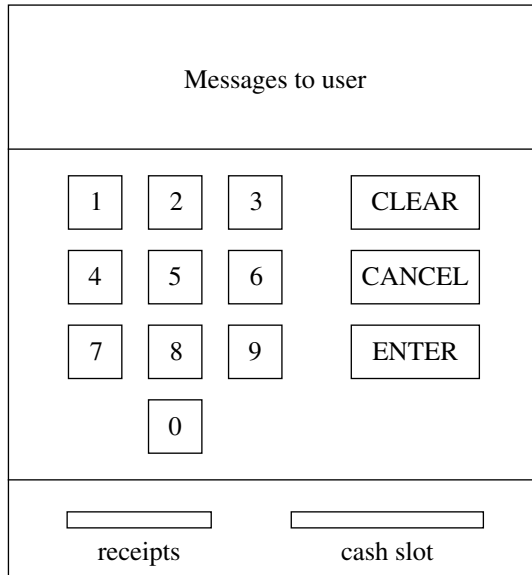 Messages to user
1 2 3 CLEAR
4 5 6 CANCEL
7 8 9 ENTER
0
receipts cash slot